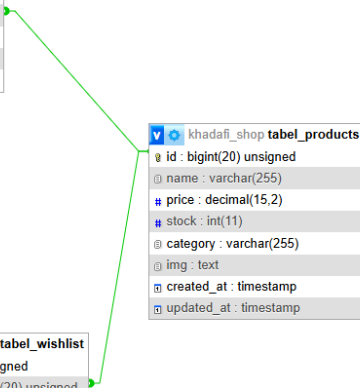 khadafi_shop tabel_products
id : bigint(20) unsigned
name : varchar(255)
price : decimal(15,2)
stock : int(11)
category : varchar(255)
img : text
created_at : timestamp
updated_at : timestamp
tabel_wishlist
gned
(20) unsigned